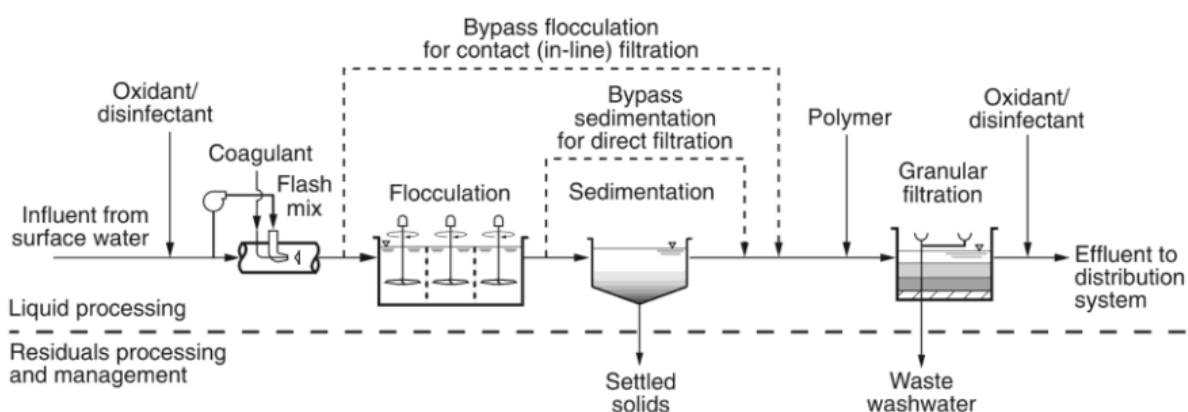 Bypass flocculation
for contact (in-line) filtration
Oxidant/
disinfectant
Bypass
sedimentation
for direct filtration
Polymer
Oxidant/
disinfectant
Coagulant
Flash
mix
Flocculation
Sedimentation
Granular
filtration
Influent from
surface water
Effluent to
distribution
system
Liquid processing
Residuals processing
and management
Settled
solids
Waste
washwater